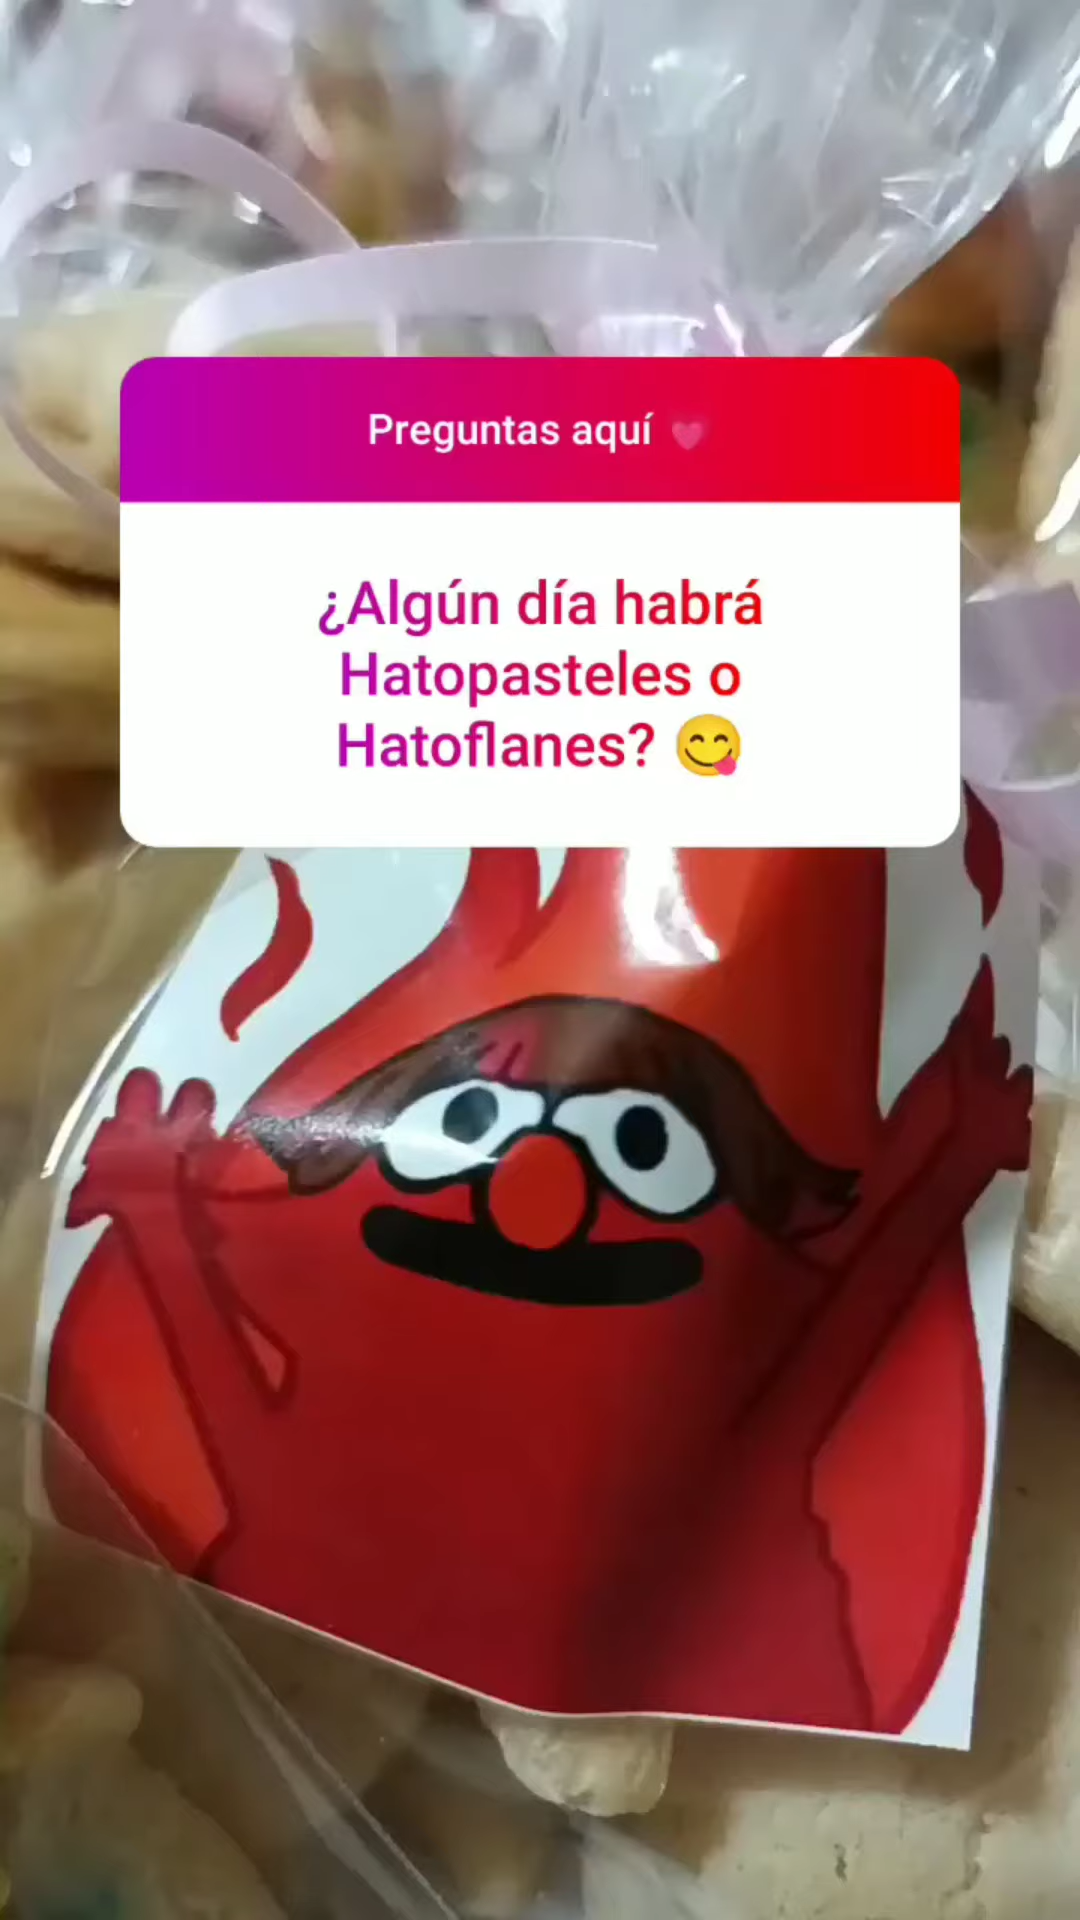 Preguntas aquí 💗
¿Algún día habrá
Hatopasteles o
Hatoflanes? 😋